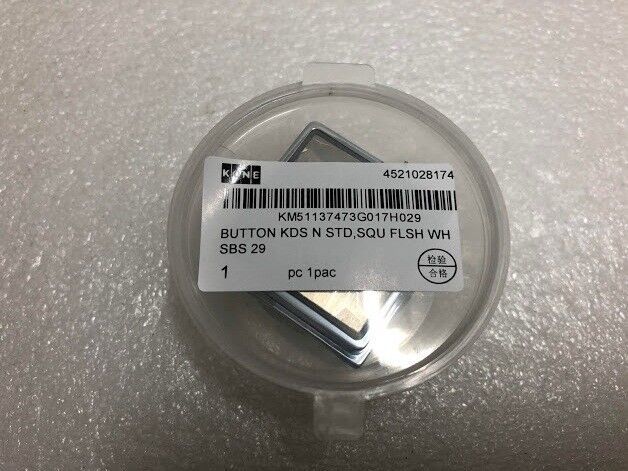 KONE
4521028174
KM51137473G017H029
BUTTON KDS N STD,SQU FLSH WH
SBS 29
1 pc 1pac
检验
合格